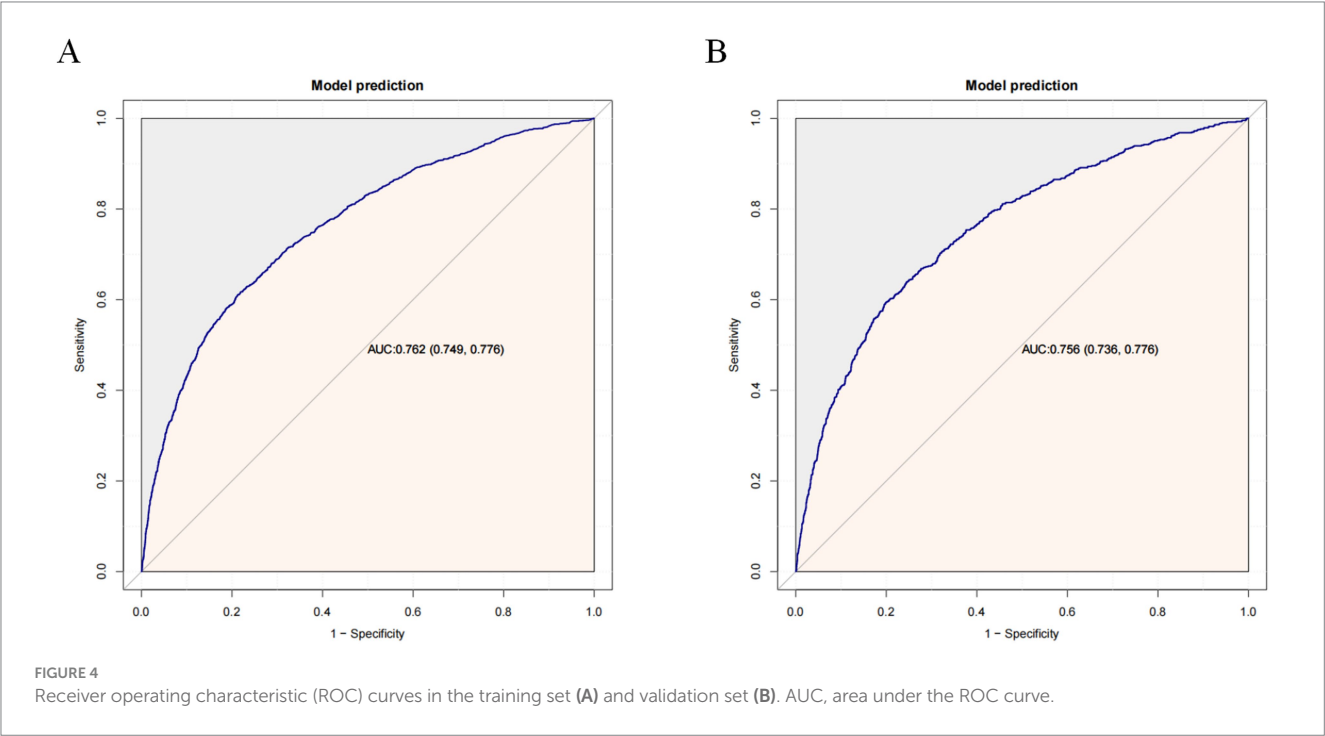 A
Model prediction
1.0
0.8
0.6
0.4
0.2
0.0
Sensitivity
AUC:0.762 (0.749, 0.776)
0.0 0.2 0.4 0.6 0.8 1.0
1 − Specificity
B
Model prediction
1.0
0.8
0.6
0.4
0.2
0.0
Sensitivity
AUC:0.756 (0.736, 0.776)
0.0 0.2 0.4 0.6 0.8 1.0
1 − Specificity
FIGURE 4
Receiver operating characteristic (ROC) curves in the training set (A) and validation set (B). AUC, area under the ROC curve.